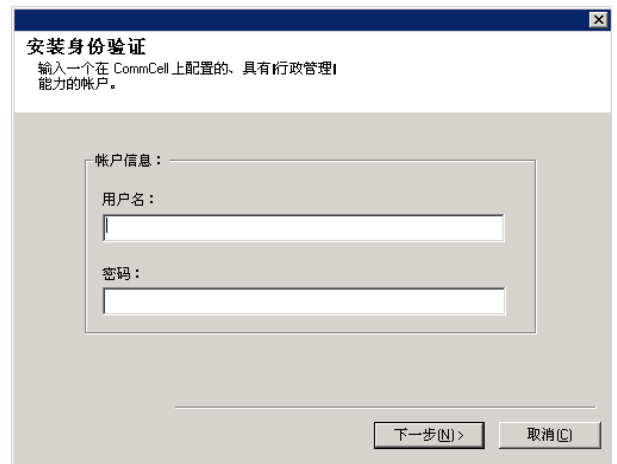 安装身份验证
输入一个在 CommCell 上配置的、具有行政管理
能力的帐户。
帐户信息：
用户名：
密码：
下一步(N) >
取消(C)